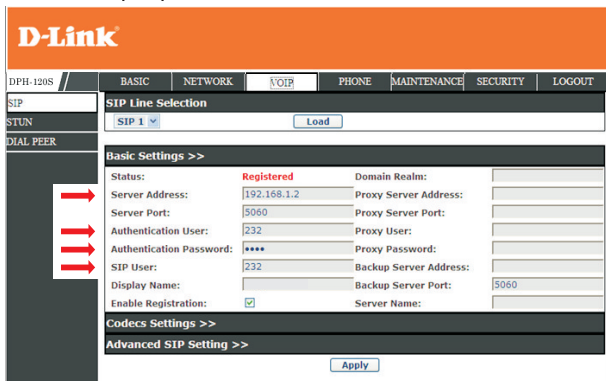 D-Link
DPH-120S BASIC NETWORK VOIP PHONE MAINTENANCE SECURITY LOGOUT
SIP
STUN
DIAL PEER
SIP Line Selection
SIP 1 Load
Basic Settings >>
Status: Registered Domain Realm:
Server Address: 192.168.1.2 Proxy Server Address:
Server Port: 5060 Proxy Server Port:
Authentication User: 232 Proxy User:
Authentication Password: •••• Proxy Password:
SIP User: 232 Backup Server Address:
Display Name: Backup Server Port: 5060
Enable Registration: Server Name:
Codecs Settings >>
Advanced SIP Setting >>
Apply